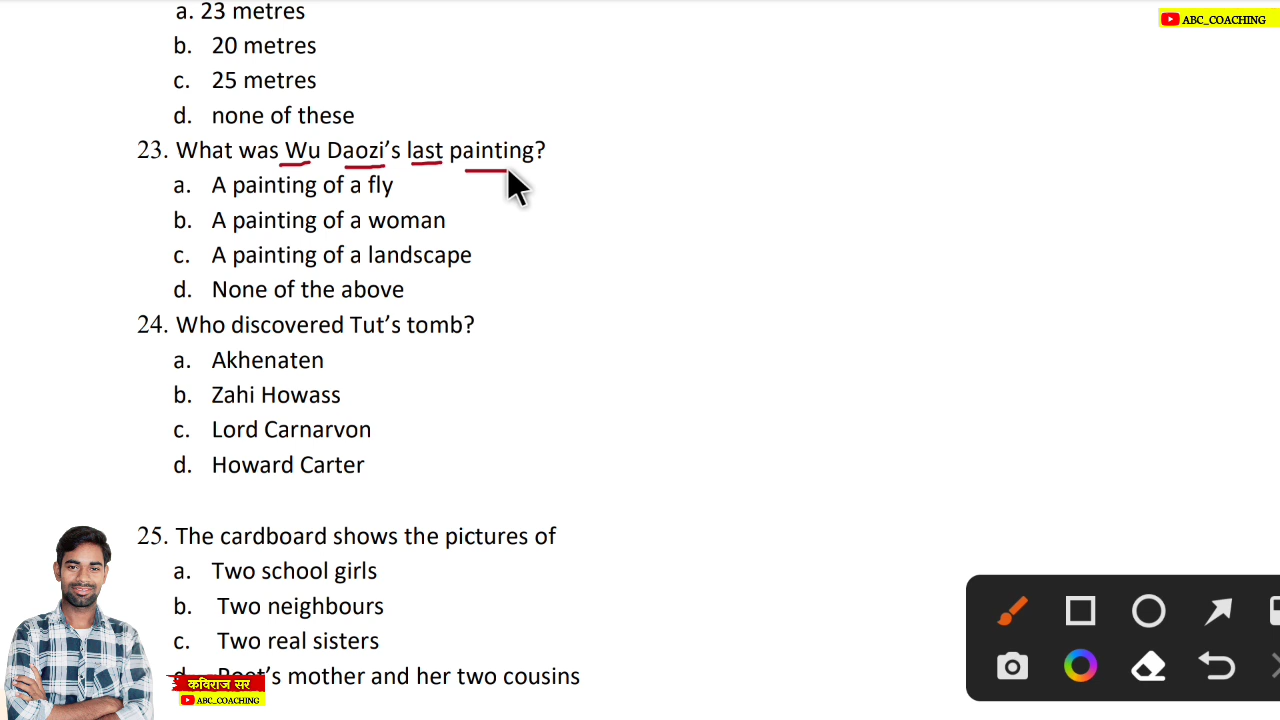 a. 23 metres
ABC_COACHING
b. 20 metres
c. 25 metres
d. none of these
23. What was Wu Daozi’s last painting?
a. A painting of a fly
b. A painting of a woman
c. A painting of a landscape
d. None of the above
24. Who discovered Tut’s tomb?
a. Akhenaten
b. Zahi Howass
c. Lord Carnarvon
d. Howard Carter
25. The cardboard shows the pictures of
a. Two school girls
b. Two neighbours
c. Two real sisters
d. Poet’s mother and her two cousins
कविराज सर
ABC_COACHING